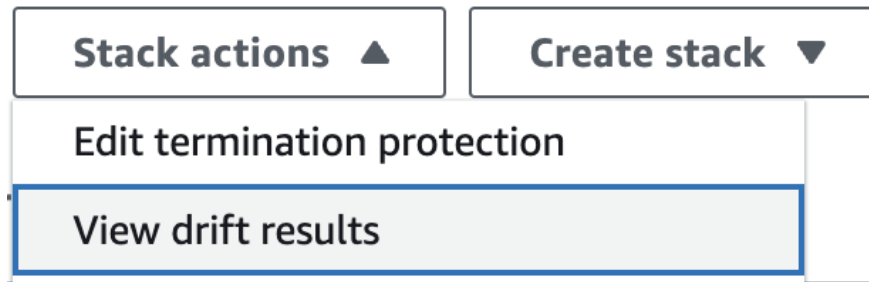 Stack actions Create stack
Edit termination protection
View drift results